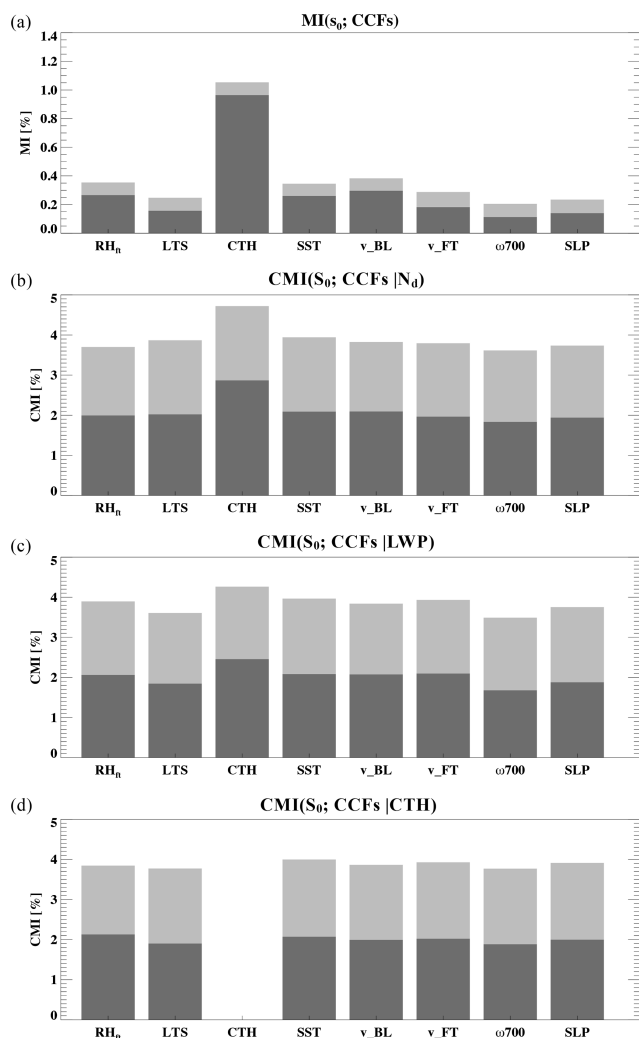 (a)
MI(s₀; CCFs)
MI [%]
1.4
1.2
1.0
0.8
0.6
0.4
0.2
0.0
RHft LTS CTH SST v_BL v_FT ω700 SLP
(b)
CMI(S₀; CCFs |Nd)
CMI [%]
5
4
3
2
1
0
RHft LTS CTH SST v_BL v_FT ω700 SLP
(c)
CMI(S₀; CCFs |LWP)
CMI [%]
5
4
3
2
1
0
RHft LTS CTH SST v_BL v_FT ω700 SLP
(d)
CMI(S₀; CCFs |CTH)
CMI [%]
5
4
3
2
1
0
RHft LTS CTH SST v_BL v_FT ω700 SLP